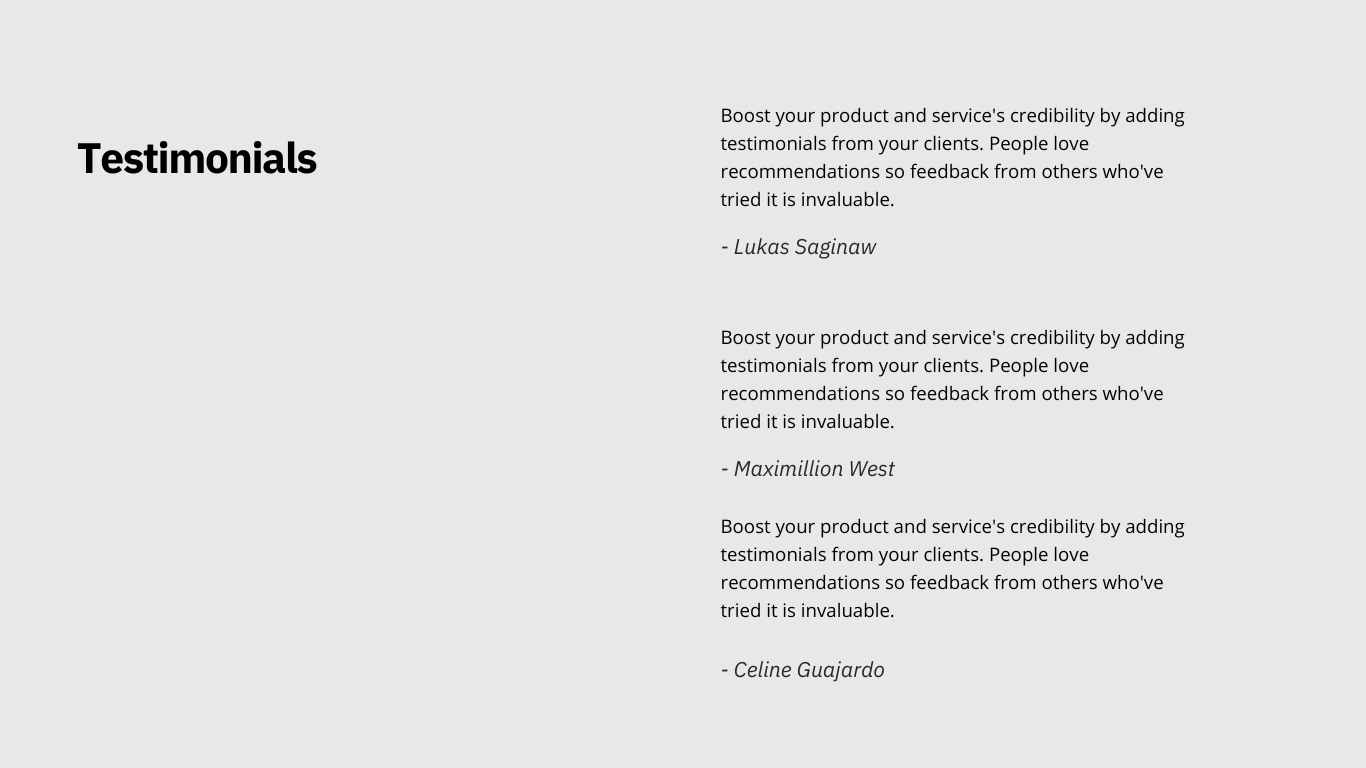 Testimonials
Boost your product and service's credibility by adding
testimonials from your clients. People love
recommendations so feedback from others who've
tried it is invaluable.
- Lukas Saginaw
Boost your product and service's credibility by adding
testimonials from your clients. People love
recommendations so feedback from others who've
tried it is invaluable.
- Maximillion West
Boost your product and service's credibility by adding
testimonials from your clients. People love
recommendations so feedback from others who've
tried it is invaluable.
- Celine Guajardo